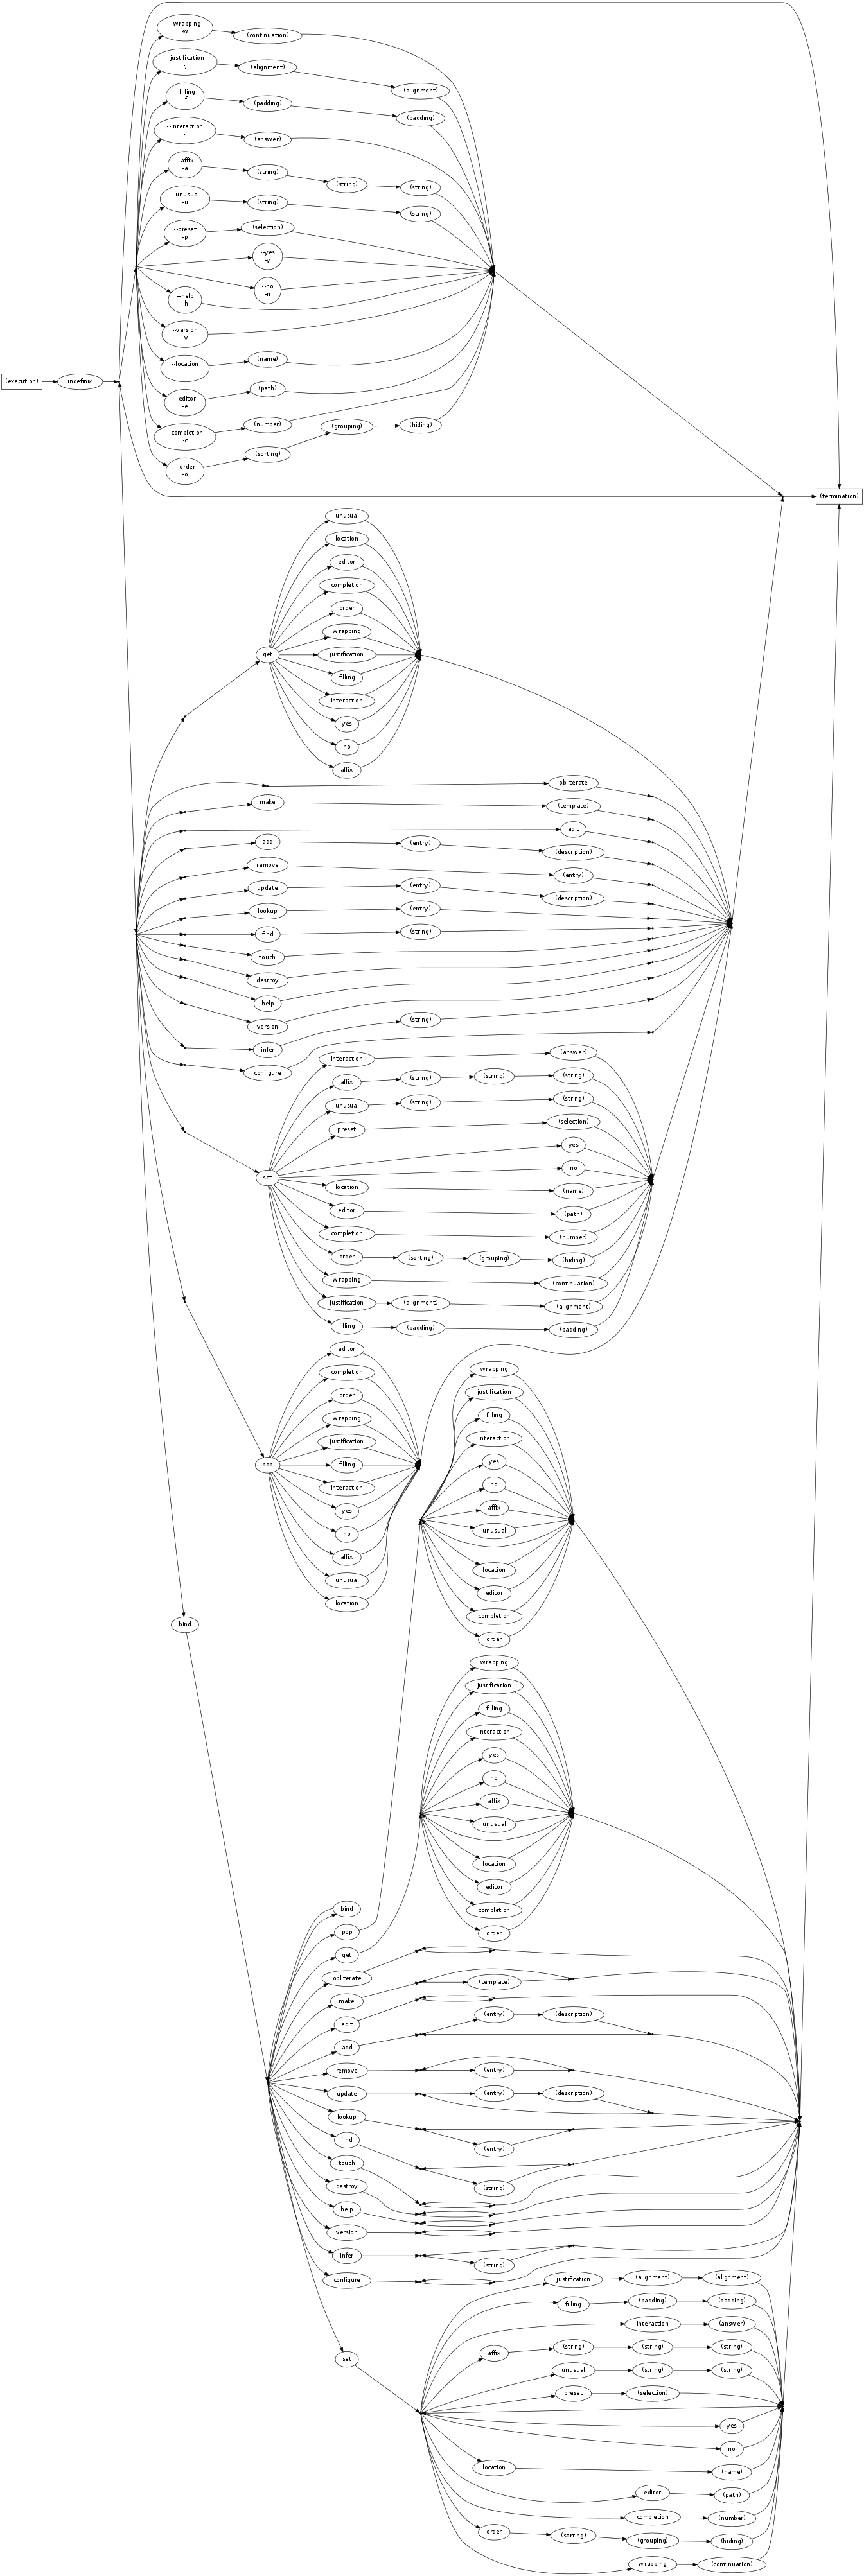 --wrapping
-w
(continuation)
--justification
-j
(alignment)
(alignment)
--filling
-f
(padding)
(padding)
--interaction
-i
(answer)
--affix
-a
(string)
(string)
(string)
--unusual
-u
(string)
(string)
--preset
-p
(selection)
--yes
-y
--no
-n
--help
-h
--version
-v
--location
-l
(name)
(execution)
indefinix
--editor
-e
(path)
--completion
-c
(number)
--order
-o
(sorting)
(grouping)
(hiding)
(termination)
unusual
location
editor
completion
order
wrapping
get
justification
filling
interaction
yes
no
affix
obliterate
make
(template)
edit
add
(entry)
(description)
remove
(entry)
update
(entry)
(description)
lookup
(entry)
find
(string)
touch
destroy
help
version
infer
(string)
configure
interaction
(answer)
affix
(string)
(string)
(string)
unusual
(string)
(string)
preset
(selection)
yes
set
no
location
(name)
editor
(path)
completion
(number)
order
(sorting)
(grouping)
(hiding)
wrapping
(continuation)
justification
(alignment)
(alignment)
filling
(padding)
(padding)
editor
completion
order
wrapping
justification
pop
filling
interaction
yes
no
affix
unusual
location
wrapping
justification
filling
interaction
yes
no
affix
unusual
location
editor
completion
order
bind
wrapping
justification
filling
interaction
yes
no
affix
unusual
location
editor
completion
order
bind
pop
get
obliterate
make
(template)
edit
add
(entry)
(description)
remove
(entry)
update
(entry)
(description)
lookup
(entry)
find
(string)
touch
destroy
help
version
infer
(string)
configure
justification
(alignment)
(alignment)
filling
(padding)
(padding)
interaction
(answer)
set
affix
(string)
(string)
(string)
unusual
(string)
(string)
preset
(selection)
yes
no
location
(name)
editor
(path)
completion
(number)
order
(sorting)
(grouping)
(hiding)
wrapping
(continuation)